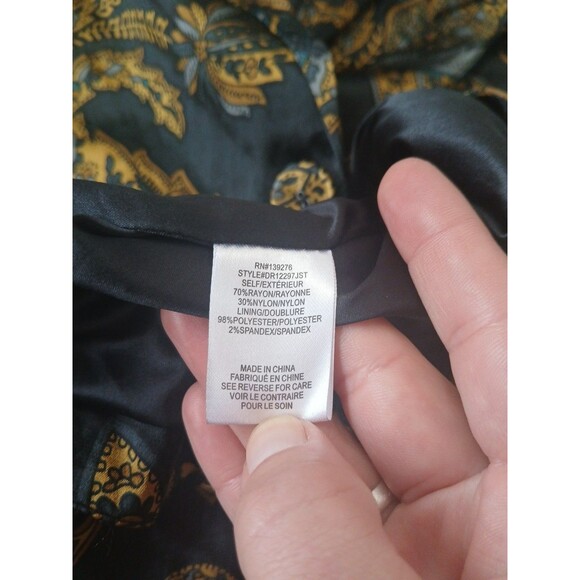 RN#139276
STYLE#DR12297JST
SELF/EXTÉRIEUR
70%RAYON/RAYONNE
30%NYLON/NYLON
LINING/DOUBLURE
98%POLYESTER/POLYESTER
2%SPANDEX/SPANDEX
MADE IN CHINA
FABRIQUÉ EN CHINE
SEE REVERSE FOR CARE
VOIR LE CONTRAIRE
POUR LE SOIN